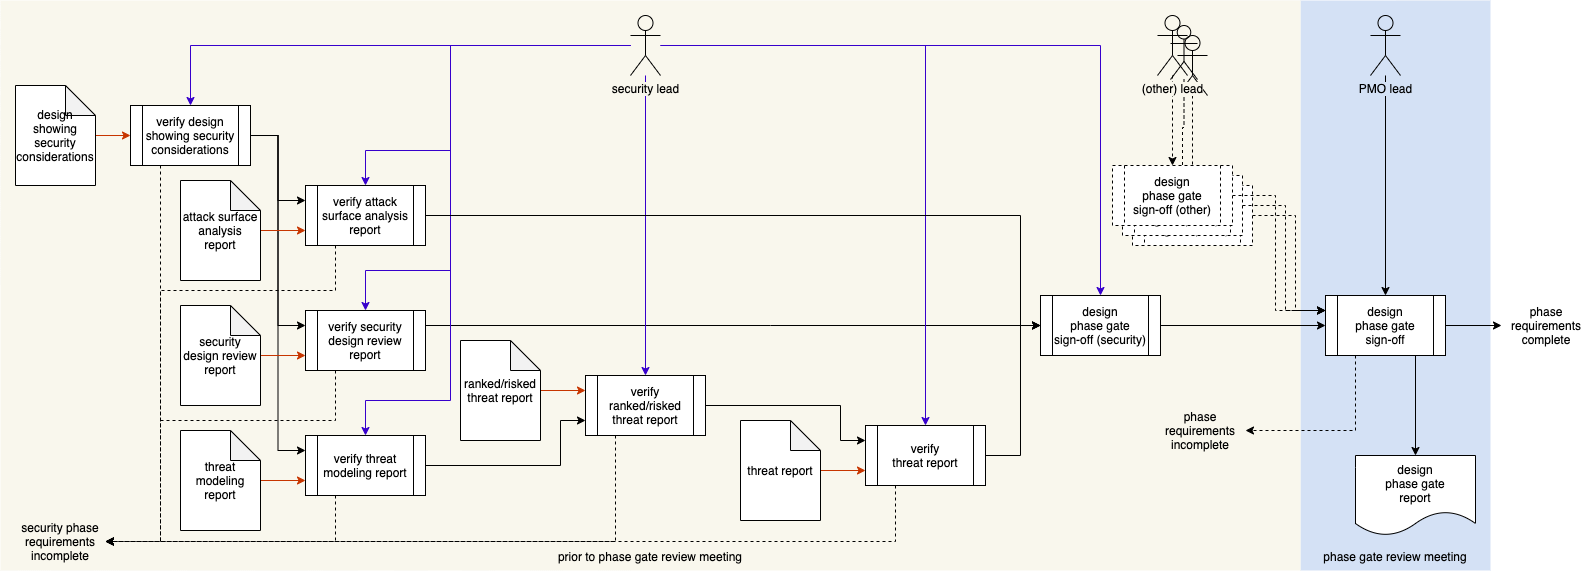 security lead
(other) lead
PMO lead
design
showing
security
considerations
verify design
showing security
considerations
attack surface
analysis
report
verify attack
surface analysis
report
design
phase gate
sign-off (other)
security
design review
report
verify security
design review
report
design
phase gate
sign-off (security)
design
phase gate
sign-off
phase
requirements
complete
ranked/risked
threat report
verify
ranked/risked
threat report
phase
requirements
incomplete
threat
modeling
report
verify threat
modeling report
threat report
verify
threat report
design
phase gate
report
security phase
requirements
incomplete
prior to phase gate review meeting
phase gate review meeting